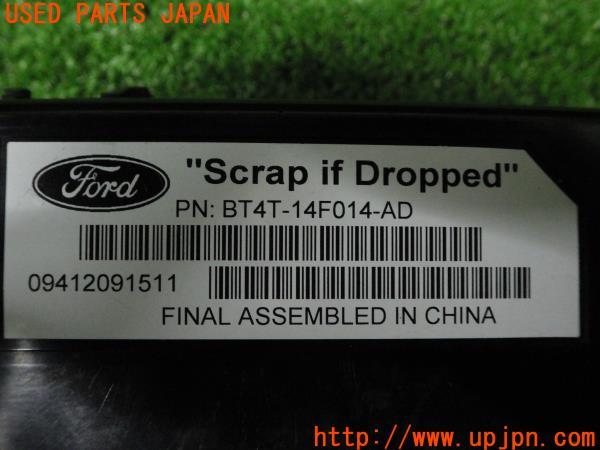 USED PARTS JAPAN
Ford
"Scrap if Dropped"
PN: BT4T-14F014-AD
09412091511
FINAL ASSEMBLED IN CHINA
http://www.upjpn.com